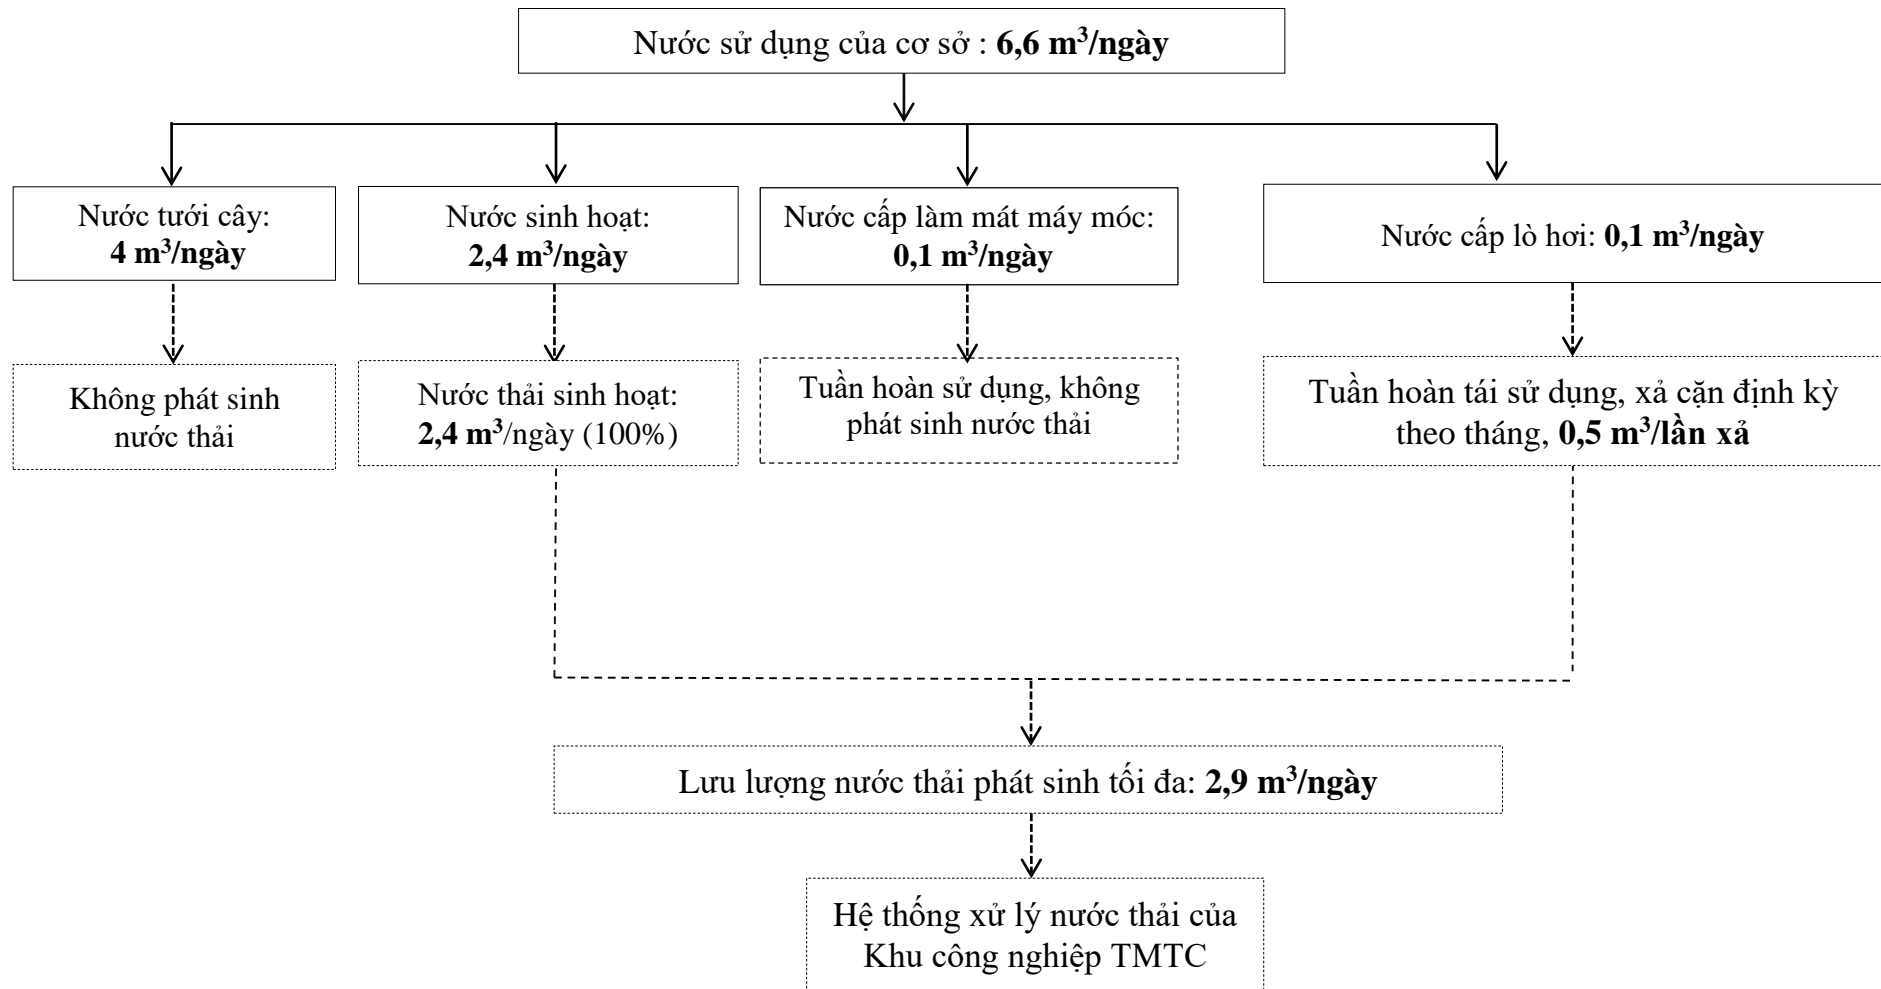 Nước sử dụng của cơ sở : 6,6 m³/ngày
Nước tưới cây:
4 m³/ngày
Nước sinh hoạt:
2,4 m³/ngày
Nước cấp làm mát máy móc:
0,1 m³/ngày
Nước cấp lò hơi: 0,1 m³/ngày
Không phát sinh
nước thải
Nước thải sinh hoạt:
2,4 m³/ngày (100%)
Tuần hoàn sử dụng, không
phát sinh nước thải
Tuần hoàn tái sử dụng, xả cặn định kỳ
theo tháng, 0,5 m³/lần xả
Lưu lượng nước thải phát sinh tối đa: 2,9 m³/ngày
Hệ thống xử lý nước thải của
Khu công nghiệp TMTC